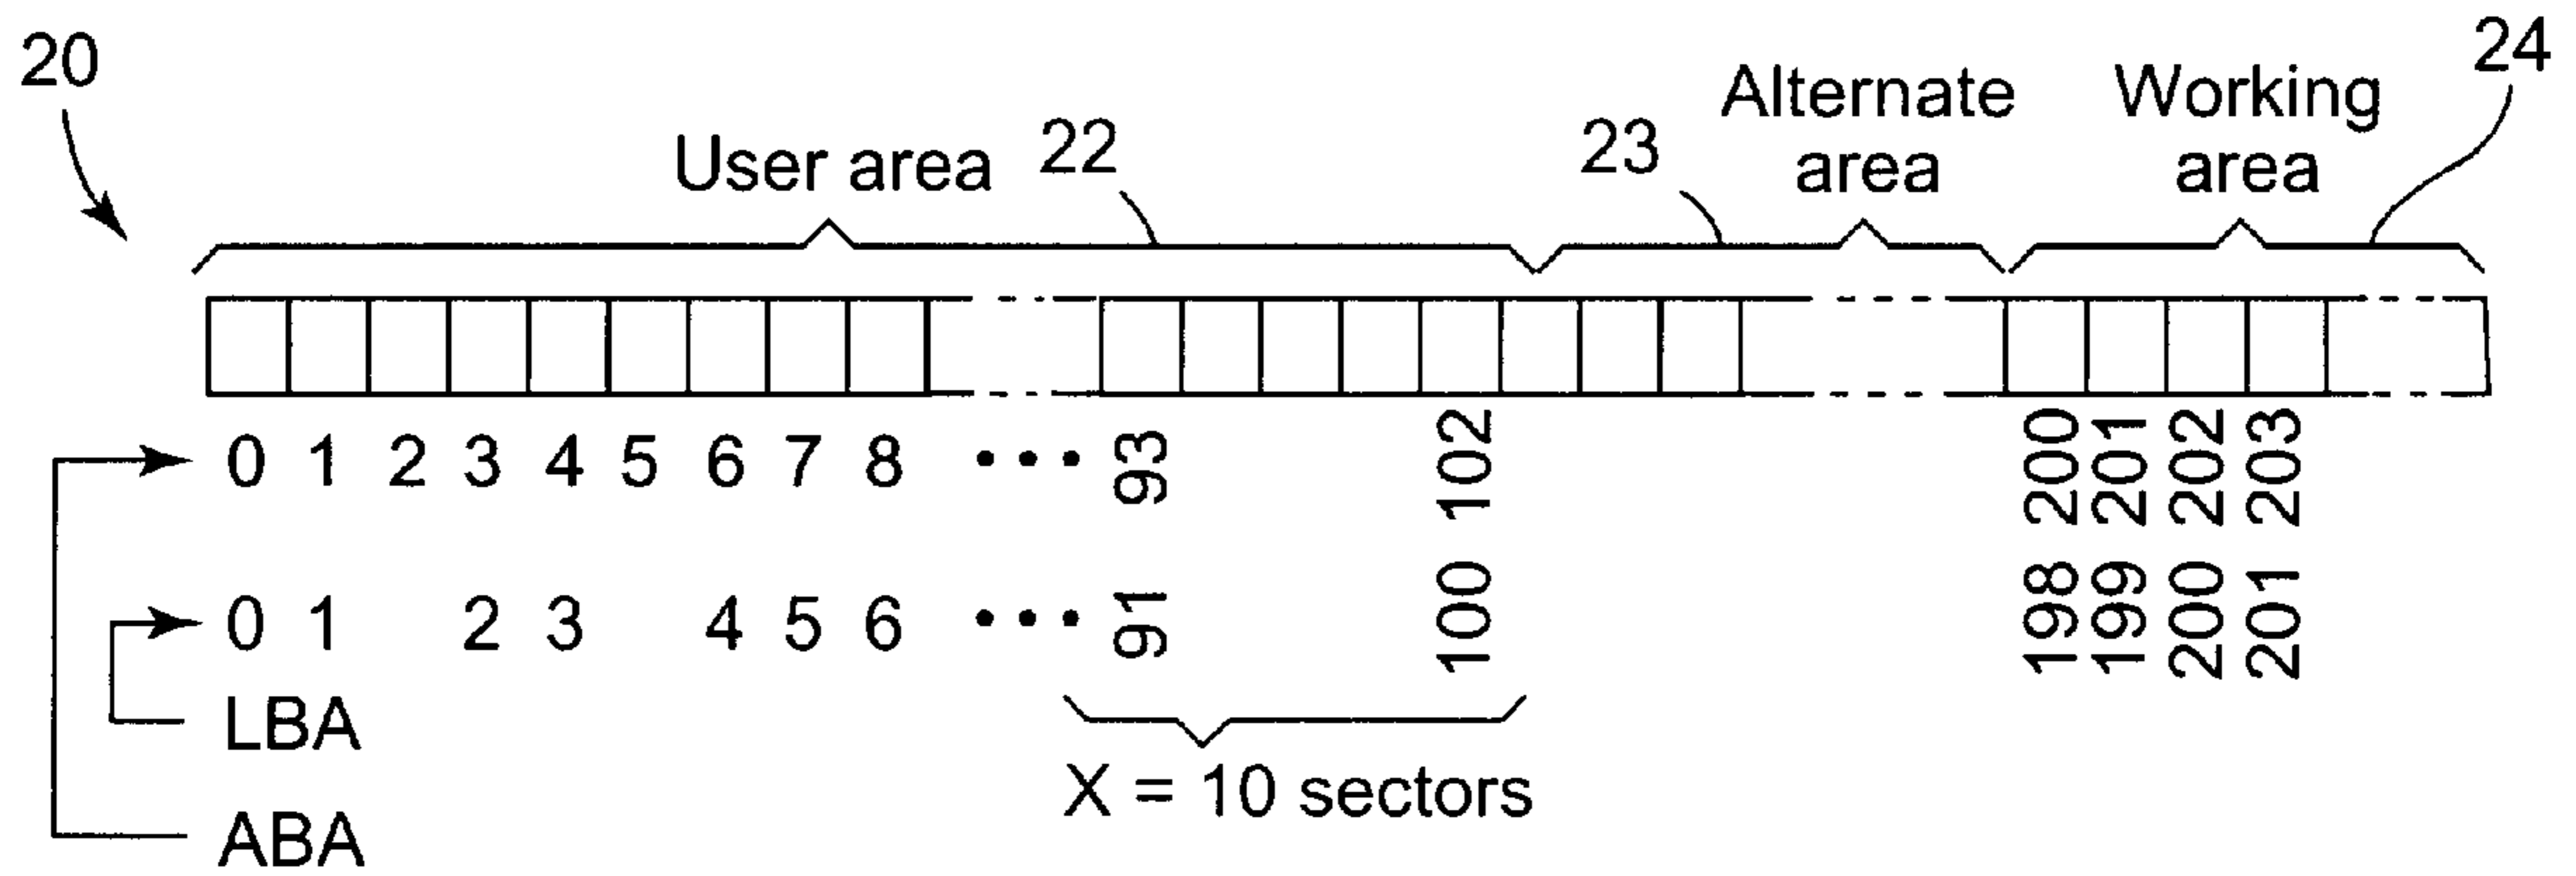 20
User area 22
23
Alternate area
Working area
24
0 1 2 3 4 5 6 7 8 ••• 93 102 200 201 202 203
0 1 2 3 4 5 6 ••• 91 100 198 199 200 201
LBA
X = 10 sectors
ABA